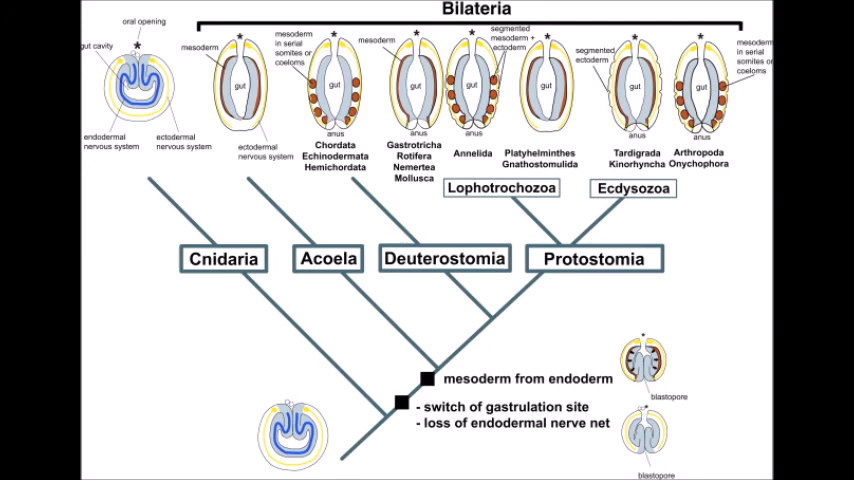 Bilateria
oral opening
*
gut cavity
endodermal
nervous system
ectodermal
nervous system
*
mesoderm
gut
ectodermal
nervous system
mesoderm
in serial
somites or
coeloms
*
gut
anus
Chordata
Echinodermata
Hemichordata
mesoderm
*
gut
anus
Gastrotricha
Rotifera
Nemertea
Mollusca
segmented
mesoderm +
ectoderm
*
gut
anus
Annelida
*
gut
Platyhelminthes
Gnathostomulida
segmented
ectoderm
*
gut
anus
Tardigrada
Kinorhyncha
*
gut
anus
Arthropoda
Onychophora
mesoderm
in serial
somites or
coeloms
Lophotrochozoa
Ecdysozoa
Cnidaria
Acoela
Deuterostomia
Protostomia
mesoderm from endoderm
- switch of gastrulation site
- loss of endodermal nerve net
*
blastopore
*
blastopore